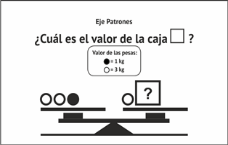 Eje Patrones
¿Cuál es el valor de la caja ?
Valor de las pesas:
= 1 kg
= 3 kg
?